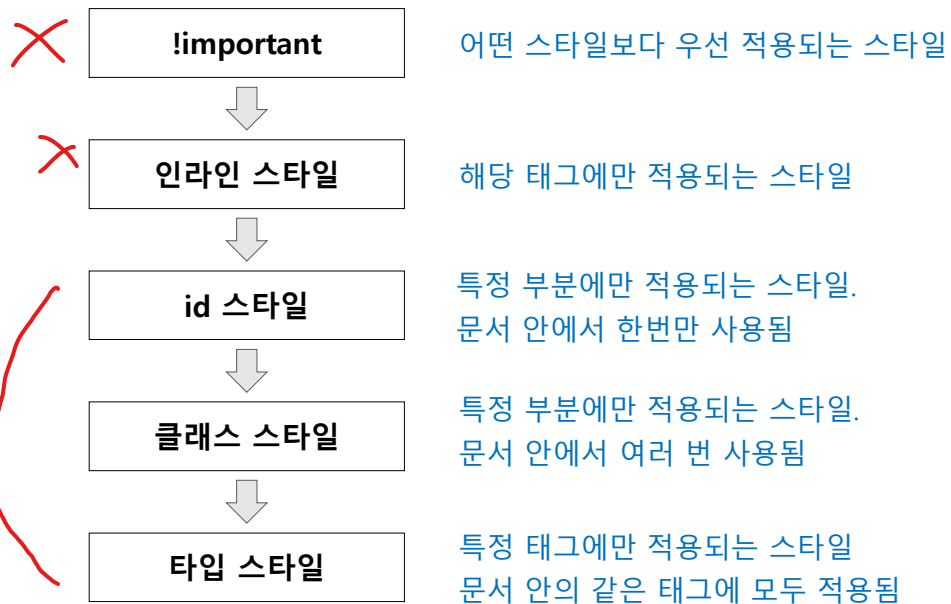 !important
어떤 스타일보다 우선 적용되는 스타일
인라인 스타일
해당 태그에만 적용되는 스타일
id 스타일
특정 부분에만 적용되는 스타일.
문서 안에서 한번만 사용됨
클래스 스타일
특정 부분에만 적용되는 스타일.
문서 안에서 여러 번 사용됨
타입 스타일
특정 태그에만 적용되는 스타일
문서 안의 같은 태그에 모두 적용됨